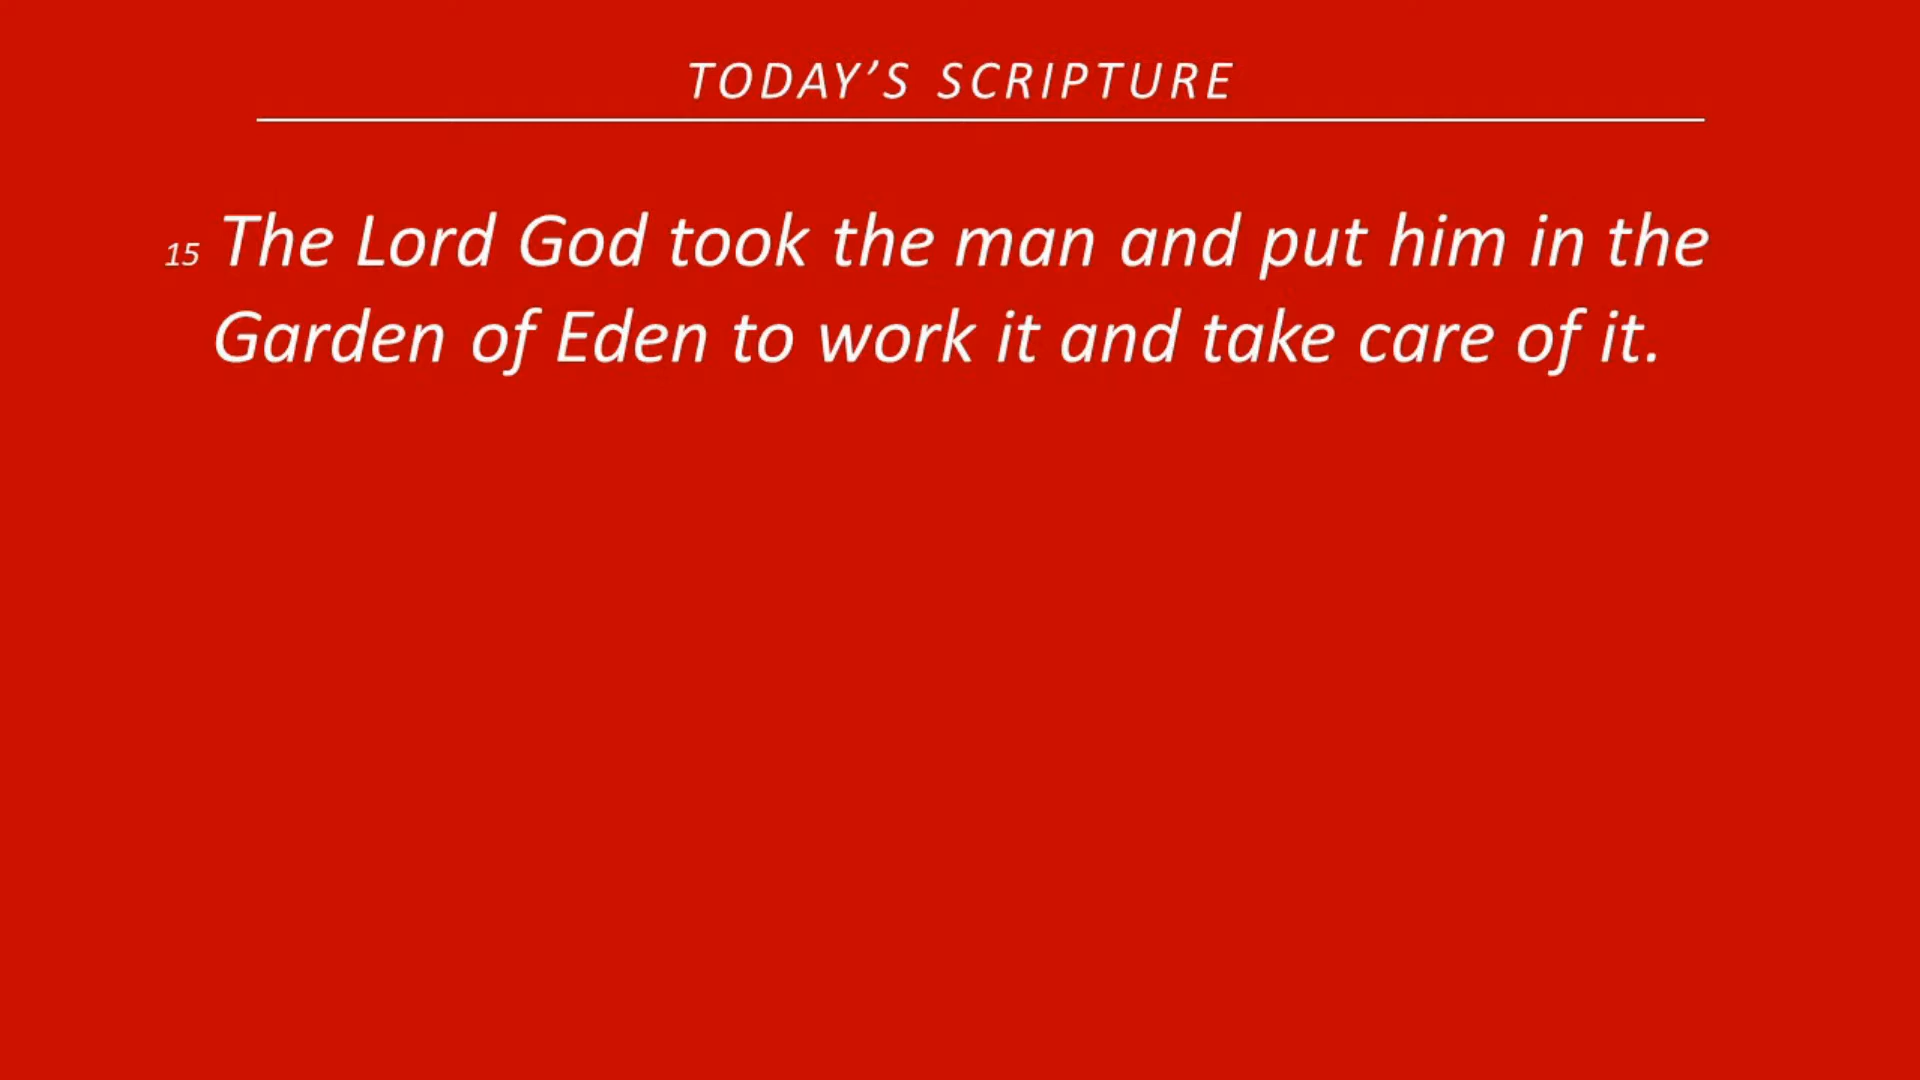 TODAY’S SCRIPTURE
15 The Lord God took the man and put him in the
Garden of Eden to work it and take care of it.